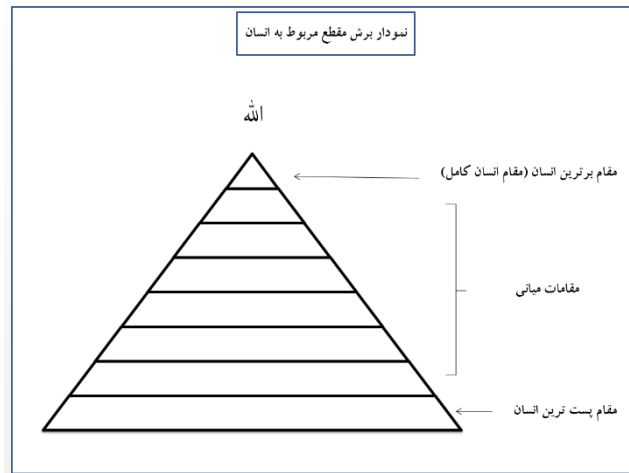 نمودار برش مقطع مربوط به انسان
الله
مقام برترین انسان (مقام انسان کامل)
مقامات میانی
مقام پست ترین انسان